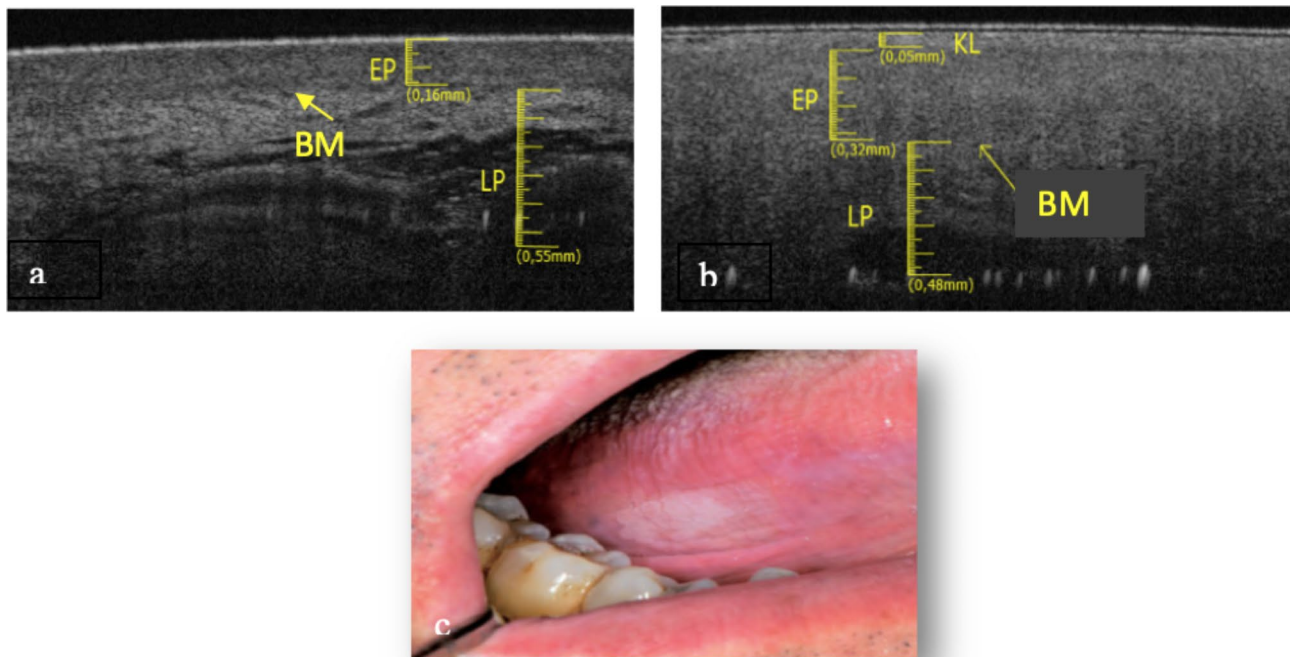 EP
(0,16mm)
BM
LP
(0,55mm)
a
KL
(0,05mm)
EP
(0,32mm)
BM
LP
(0,48mm)
b
c